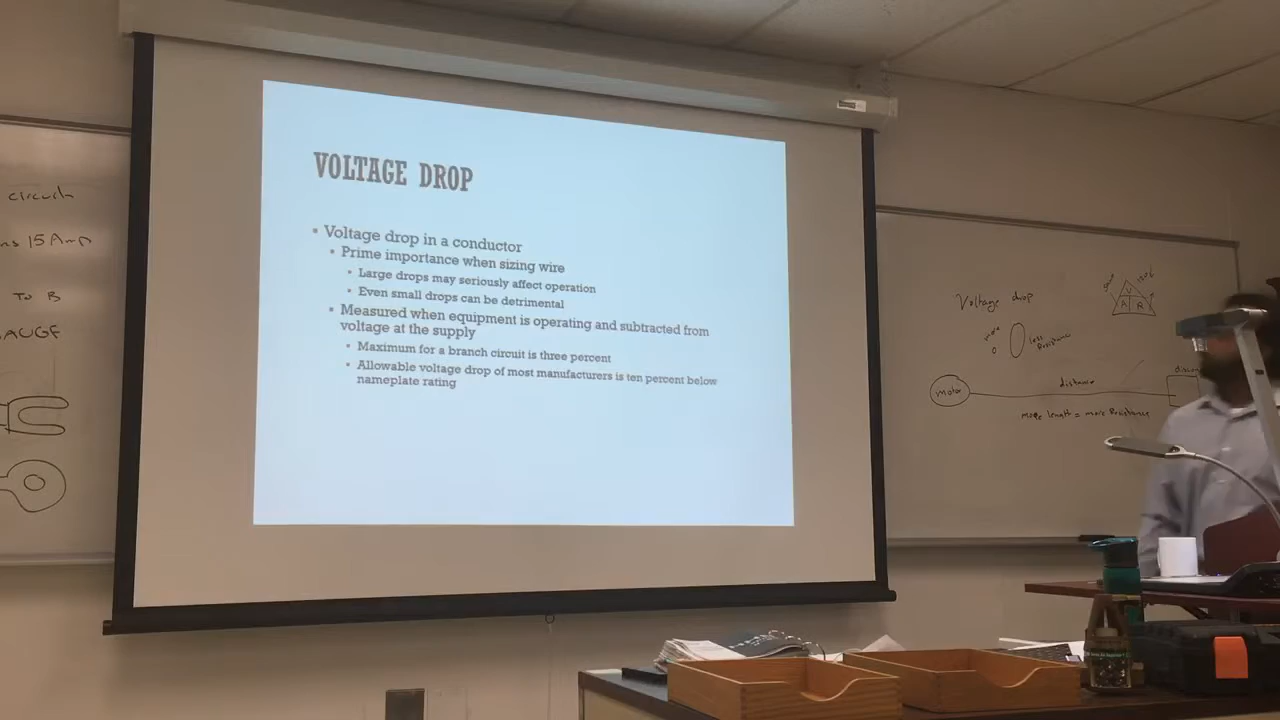 circuit
15 Amp
TO B
GAUGE
VOLTAGE DROP
Voltage drop in a conductor
Prime importance when sizing wire
Large drops may seriously affect operation
Even small drops can be detrimental
Measured when equipment is operating and subtracted from
voltage at the supply
Maximum for a branch circuit is three percent
Allowable voltage drop of most manufacturers is ten percent below
nameplate rating
Voltage drop
V
A R
less
Resistance
motor
distance
more length = more Resistance